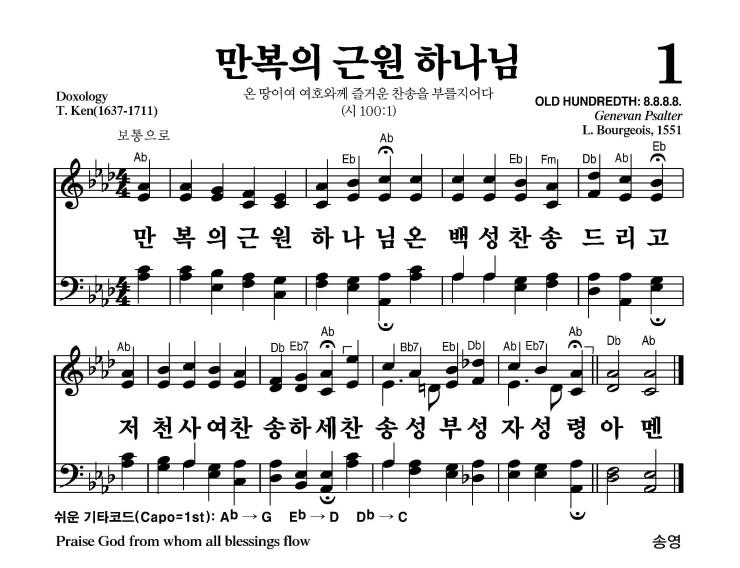 만복의 근원 하나님
1
온 땅이여 여호와께 즐거운 찬송을 부를지어다
(시 100:1)
Doxology
T. Ken(1637-1711)
OLD HUNDREDTH: 8.8.8.8.
Genevan Psalter
L. Bourgeois, 1551
보통으로
Ab Eb Ab Eb Fm Db Ab Eb
4 4
만 복의근원 하나님온 백성찬송 드리고
4 4
Ab Db Eb7 Ab Bb7 Eb Db Ab Eb7 Ab Db Ab
저 천사여찬 송하세찬 송성부성 자성령아멘
쉬운 기타코드(Capo=1st): A♭ → G E♭ → D D♭ → C
Praise God from whom all blessings flow
송영